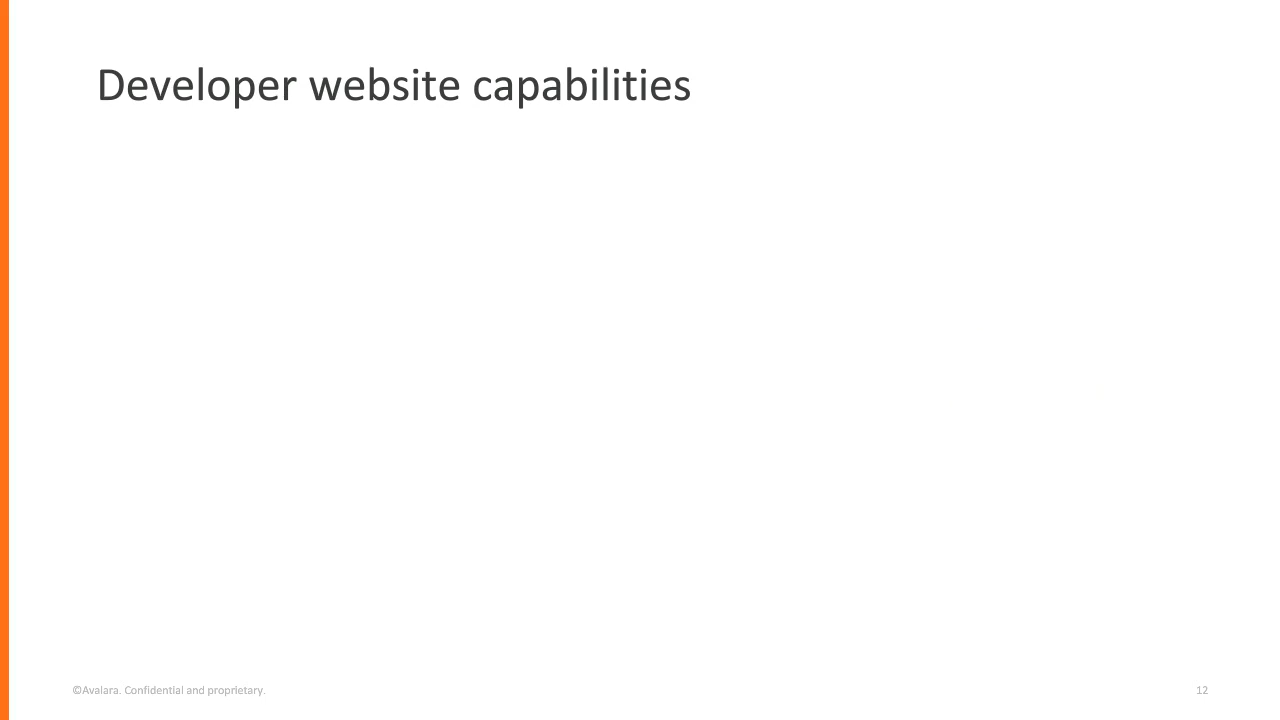 Developer website capabilities
©Avalara. Confidential and proprietary.
12